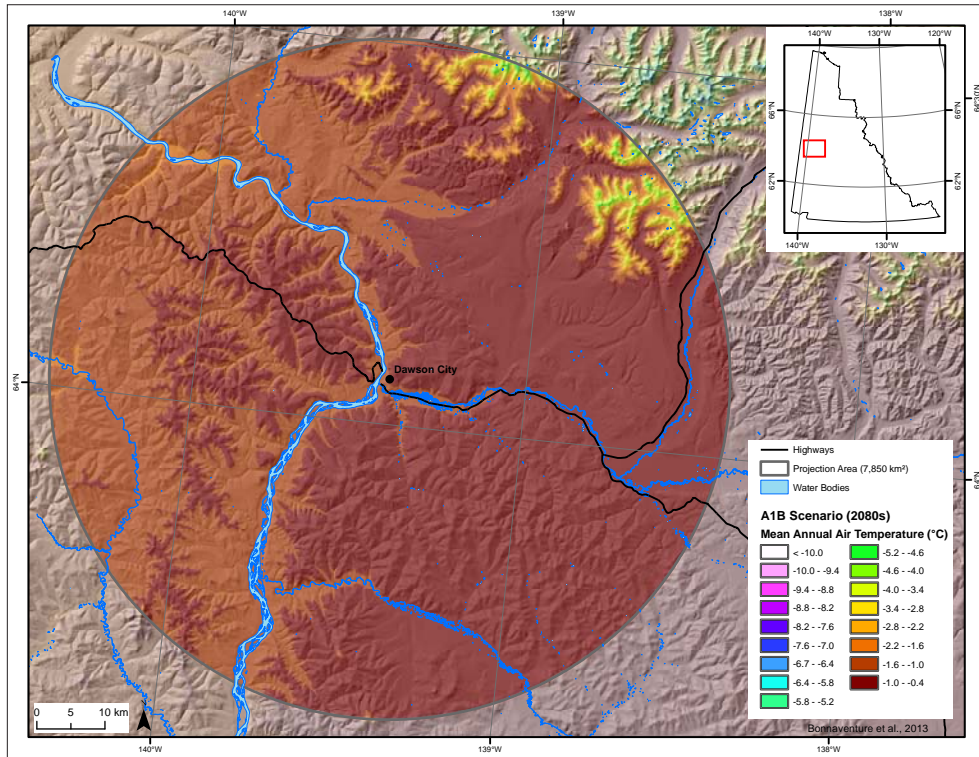 140°W
139°W
138°W
140°W
130°W
120°W
66°N
62°N
140°W
130°W
66°30'N
64°N
Dawson City
64°N
Highways
Projection Area (7,850 km²)
Water Bodies
A1B Scenario (2080s)
Mean Annual Air Temperature (°C)
< -10.0
-10.0 - -9.4
-9.4 - -8.8
-8.8 - -8.2
-8.2 - -7.6
-7.6 - -7.0
-6.7 - -6.4
-6.4 - -5.8
-5.8 - -5.2
-5.2 - -4.6
-4.6 - -4.0
-4.0 - -3.4
-3.4 - -2.8
-2.8 - -2.2
-2.2 - -1.6
-1.6 - -1.0
-1.0 - -0.4
Bonnaventure et al., 2013
0 5 10 km
140°W
139°W
138°W